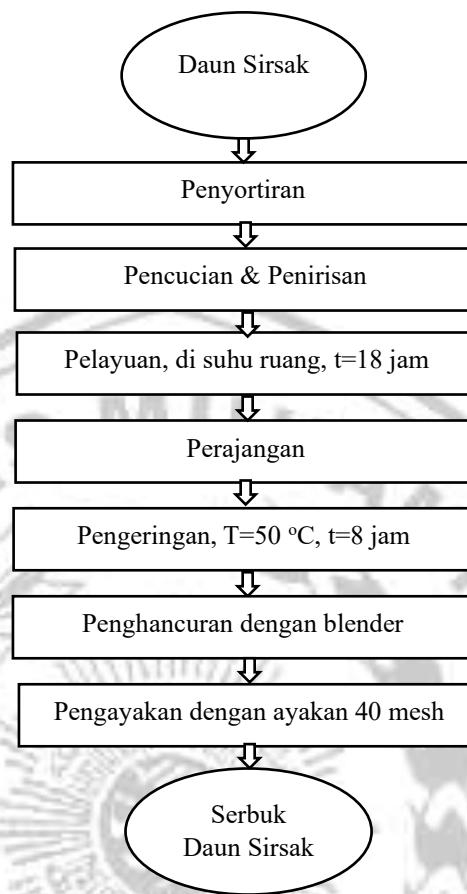 Daun Sirsak
Penyortiran
Pencucian & Penirisan
Pelayuan, di suhu ruang, t=18 jam
Perajangan
Pengeringan, T=50 °C, t=8 jam
Penghancuran dengan blender
Pengayakan dengan ayakan 40 mesh
Serbuk
Daun Sirsak